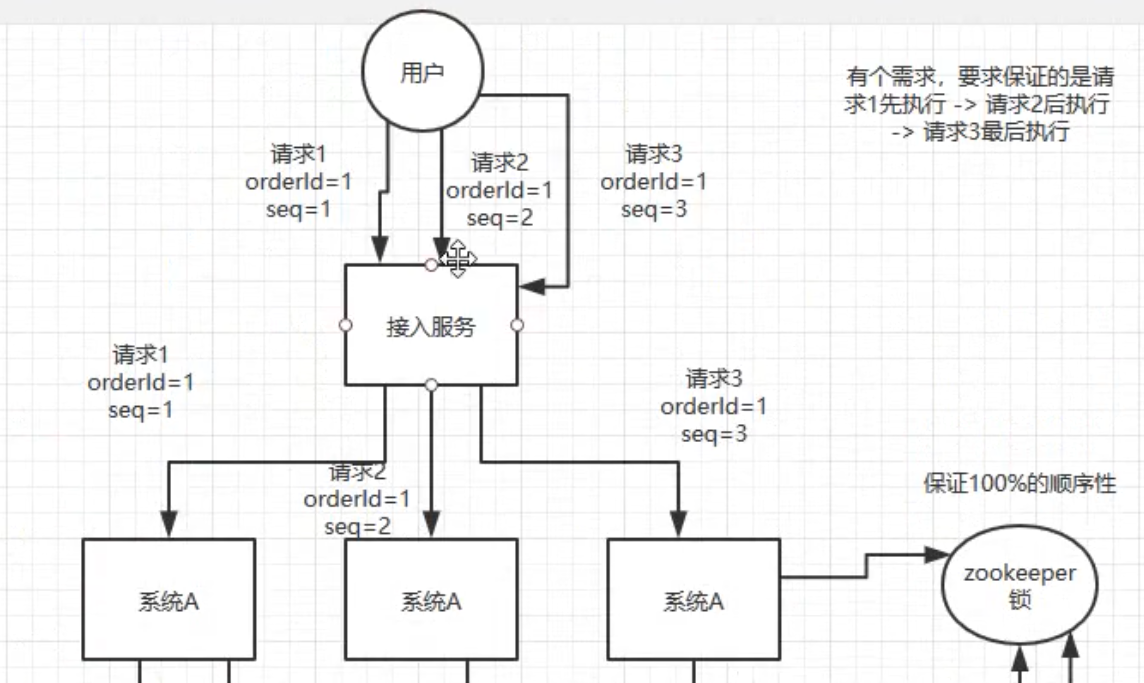 用户
有个需求，要求保证的是请
求1先执行 -> 请求2后执行
-> 请求3最后执行
请求1
orderId=1
seq=1
请求2
orderId=1
seq=2
请求3
orderId=1
seq=3
接入服务
请求1
orderId=1
seq=1
请求2
orderId=1
seq=2
请求3
orderId=1
seq=3
保证100%的顺序性
系统A
系统A
系统A
zookeeper
锁